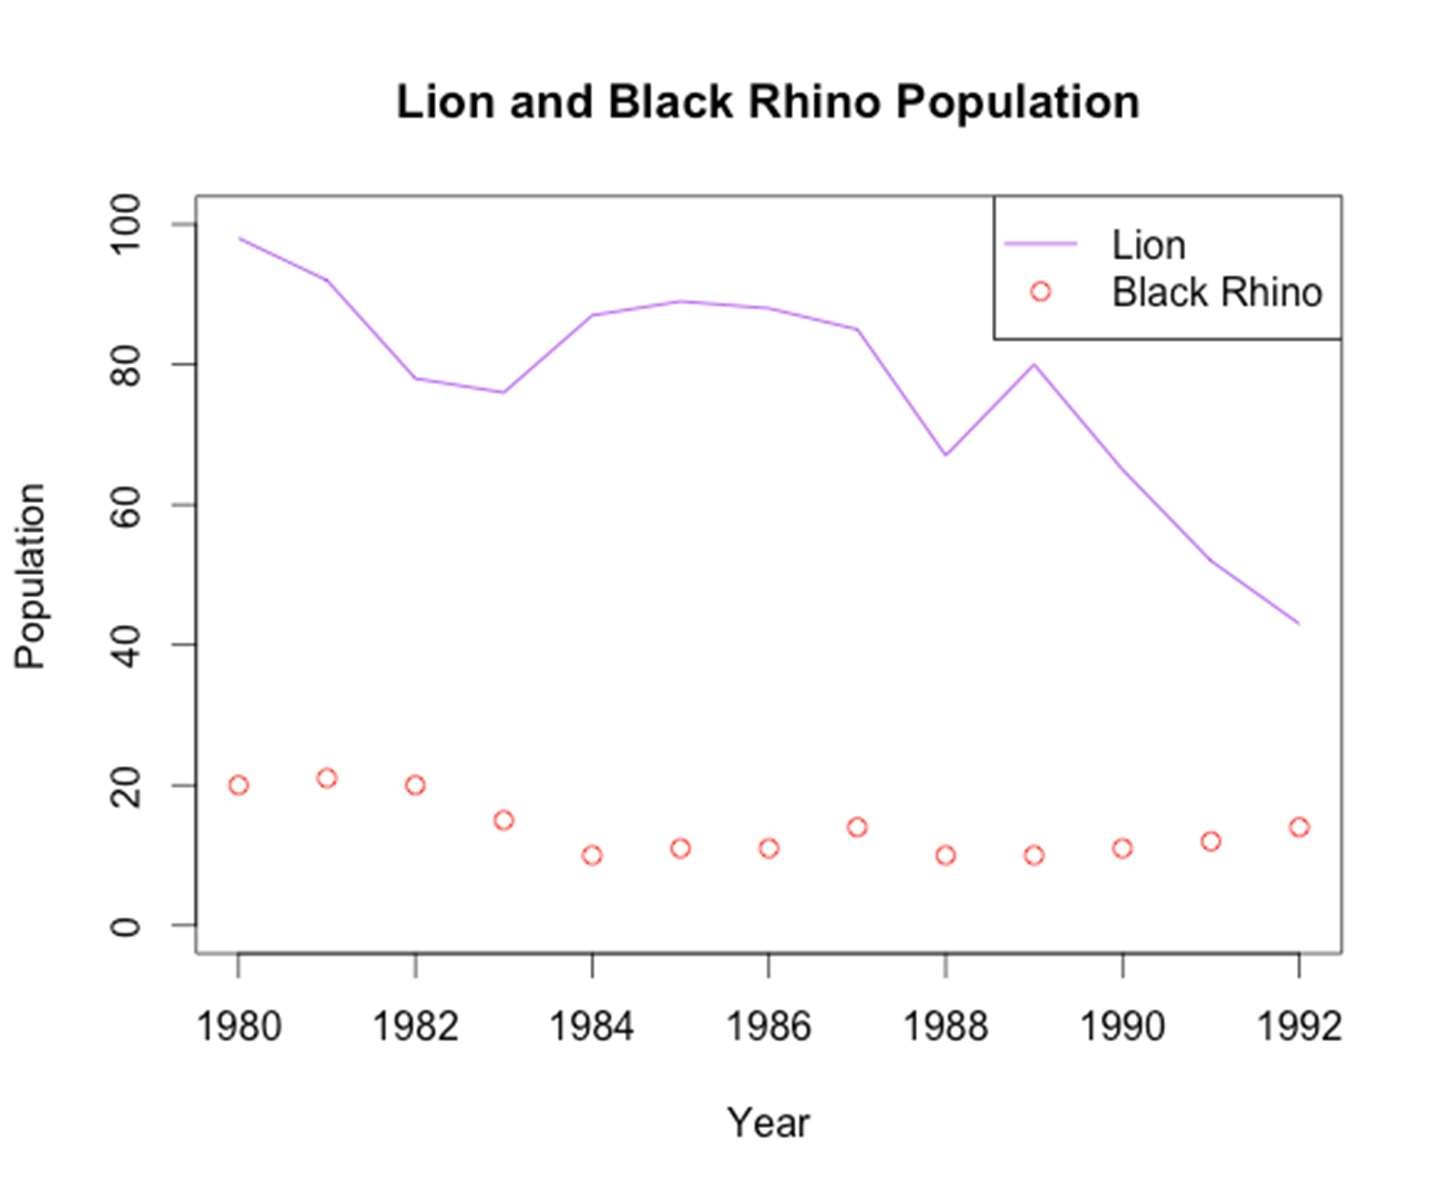 Lion and Black Rhino Population
Lion
Black Rhino
Population
100
80
60
40
20
0
1980 1982 1984 1986 1988 1990 1992
Year